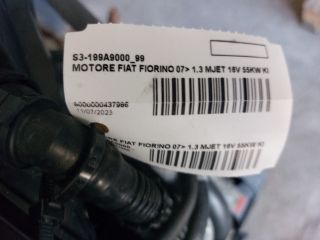 S3-199A9000_99
MOTORE FIAT FIORINO 07> 1.3 MJET 16V 55KW KI
6000000437986
11/07/2023
MOTORE FIAT FIORINO 07> 1.3 MJET 16V 55KW KI